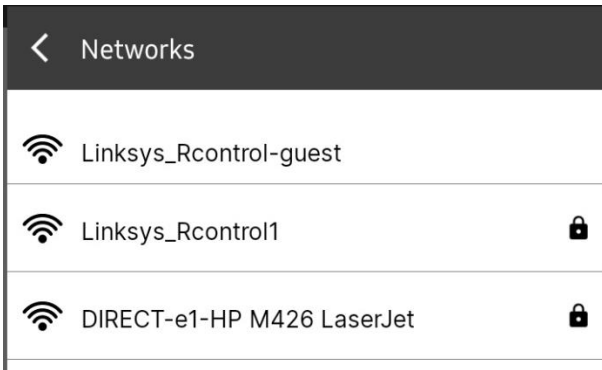 Networks
Linksys_Rcontrol-guest
Linksys_Rcontrol1
DIRECT-e1-HP M426 LaserJet